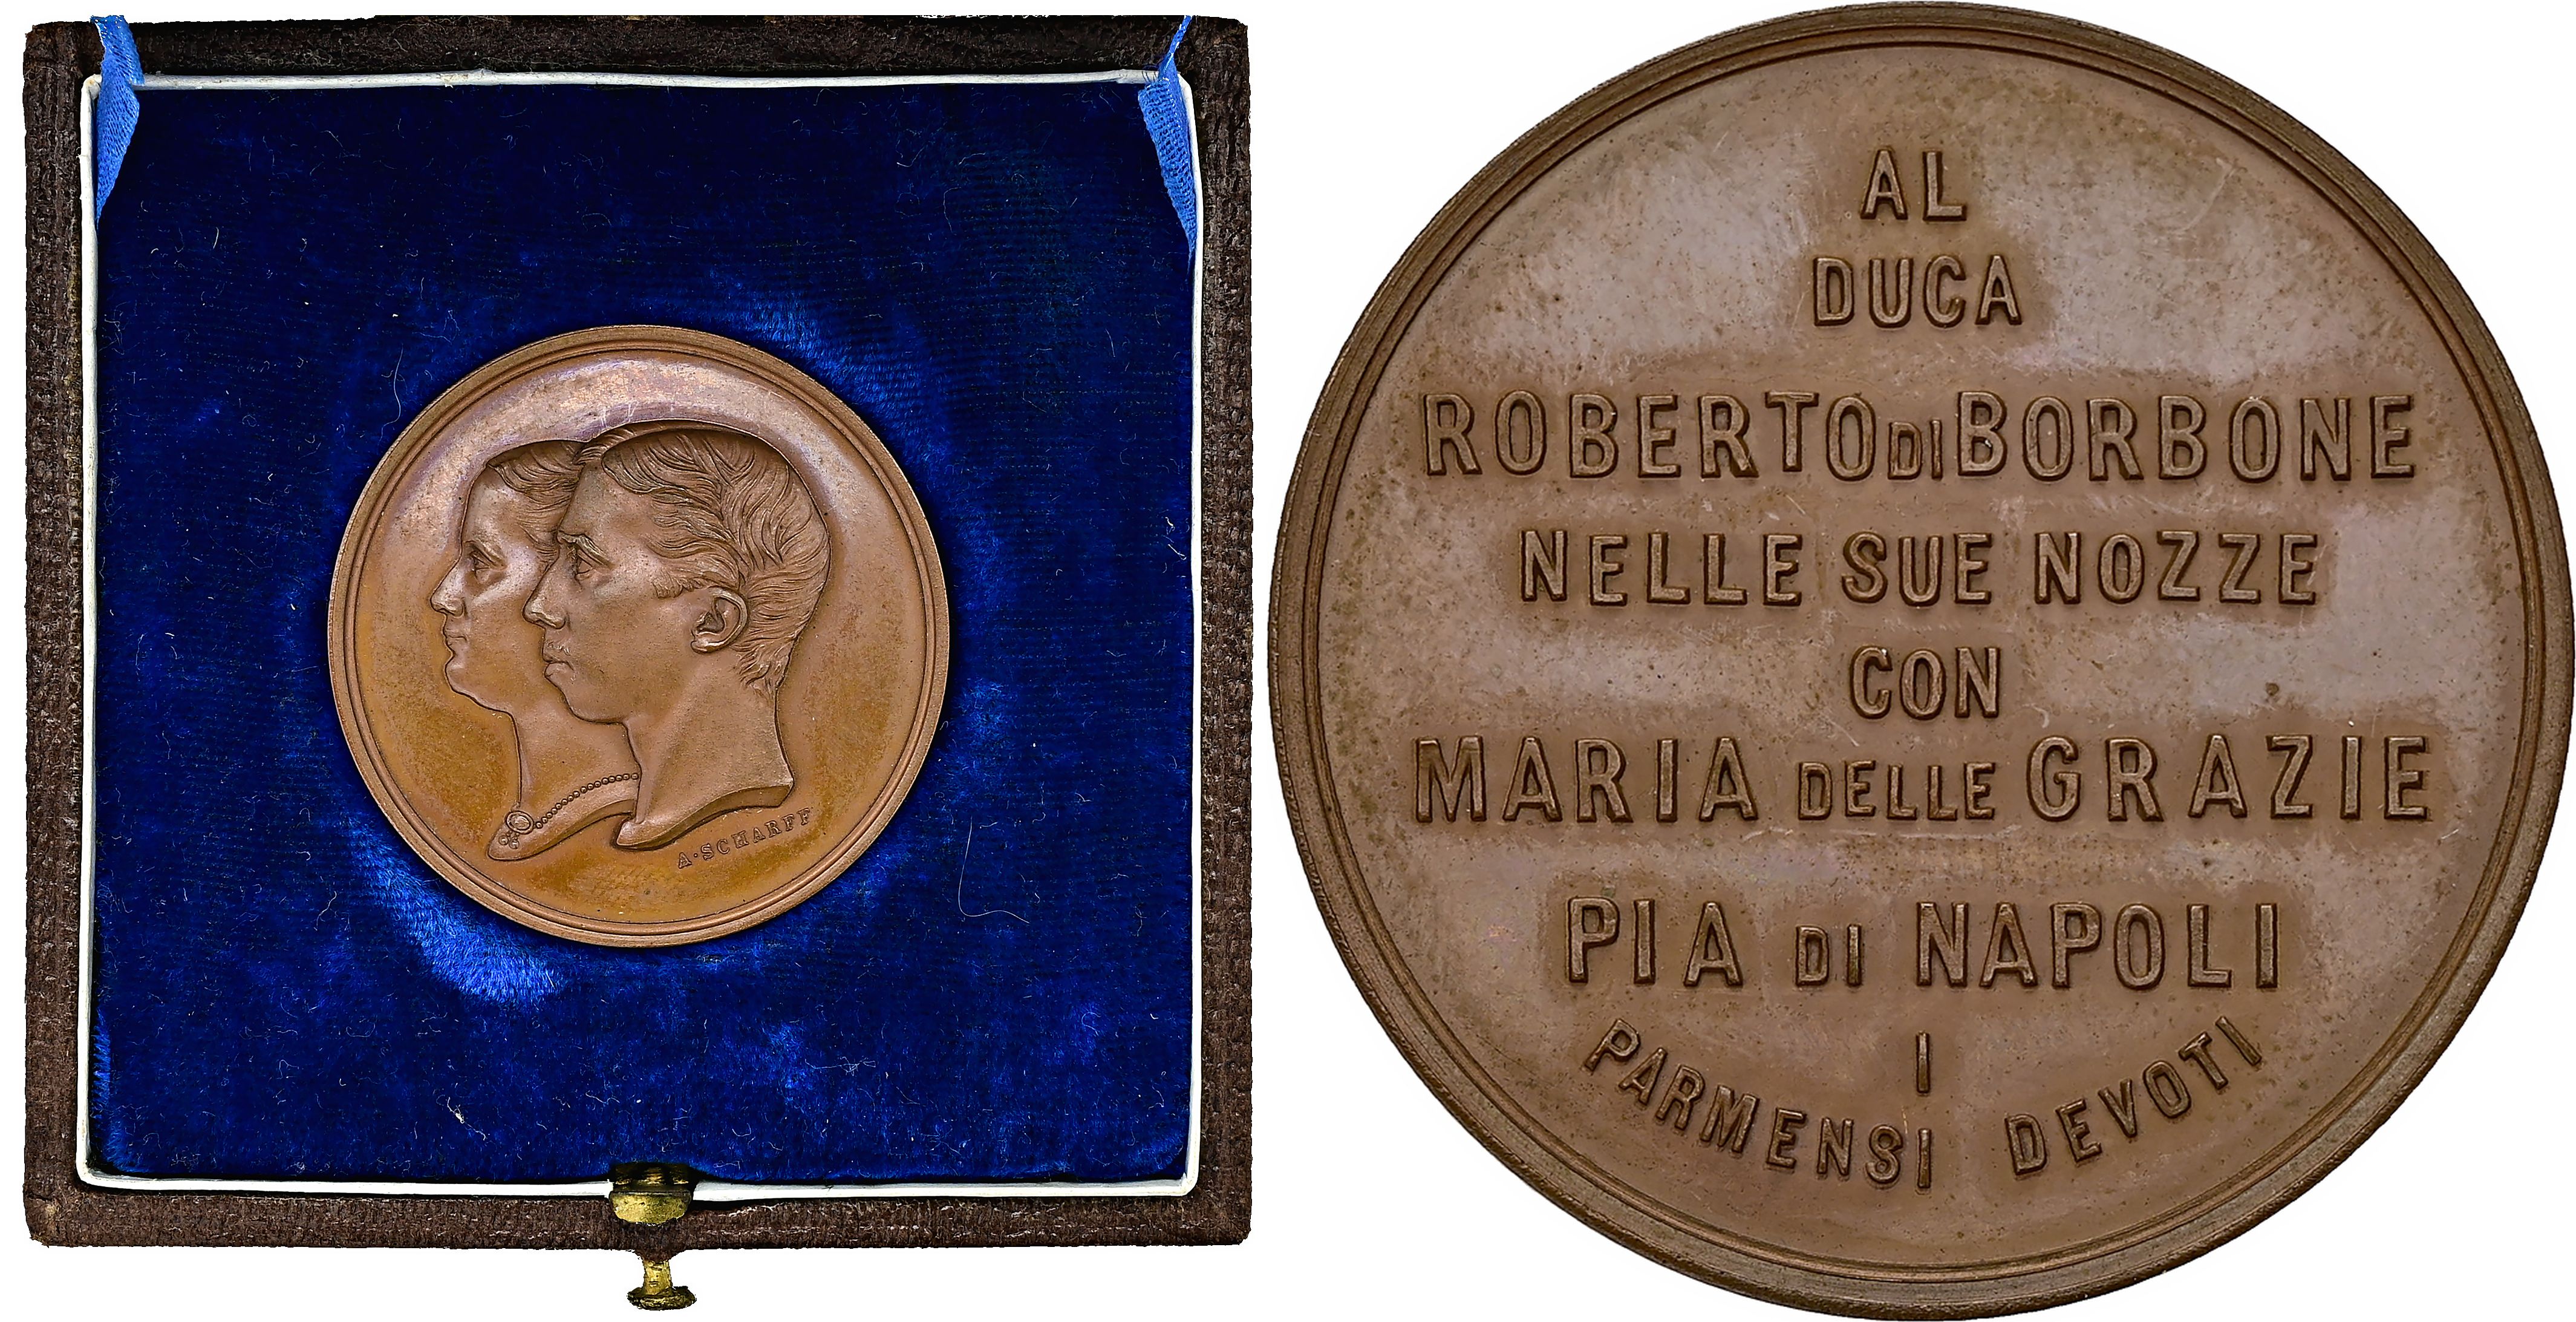 A·SCHARFF
AL
DUCA
ROBERTO DI BORBONE
NELLE SUE NOZZE
CON
MARIA DELLE GRAZIE
PIA DI NAPOLI
I
PARMENSI DEVOTI